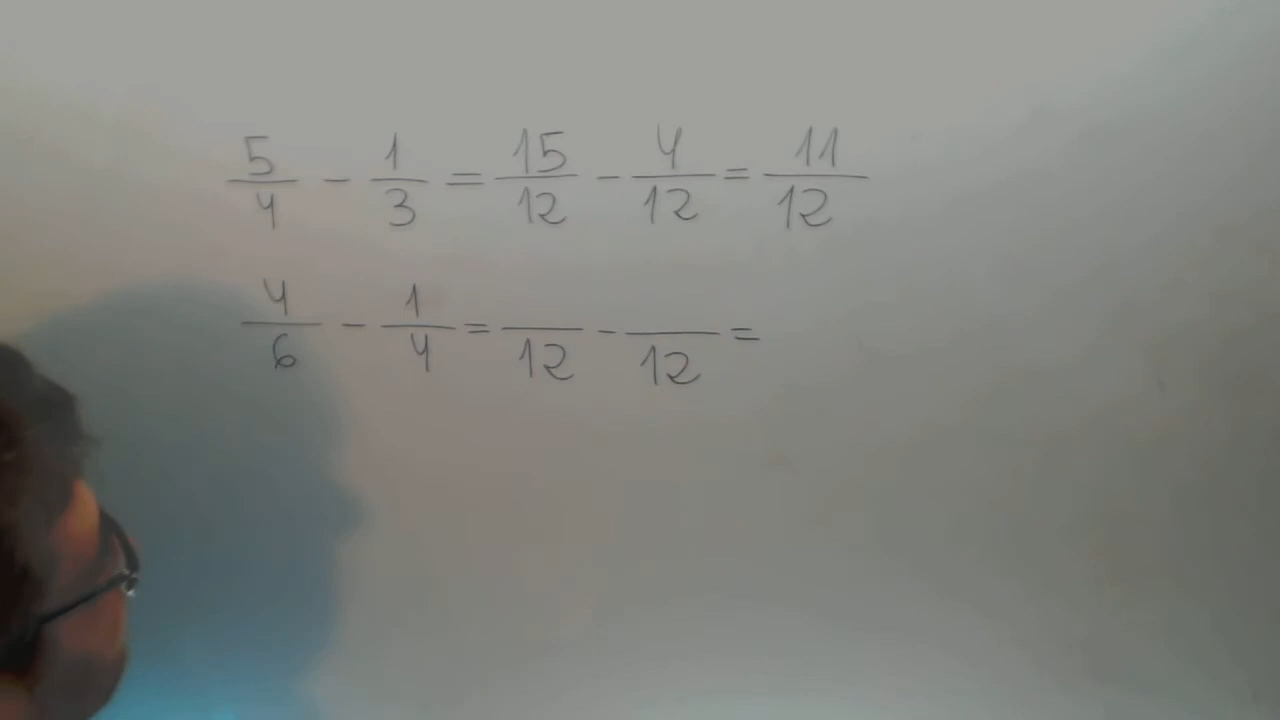 5/4 - 1/3 = 15/12 - 4/12 = 11/12
4/6 - 1/4 = /12 - /12 =